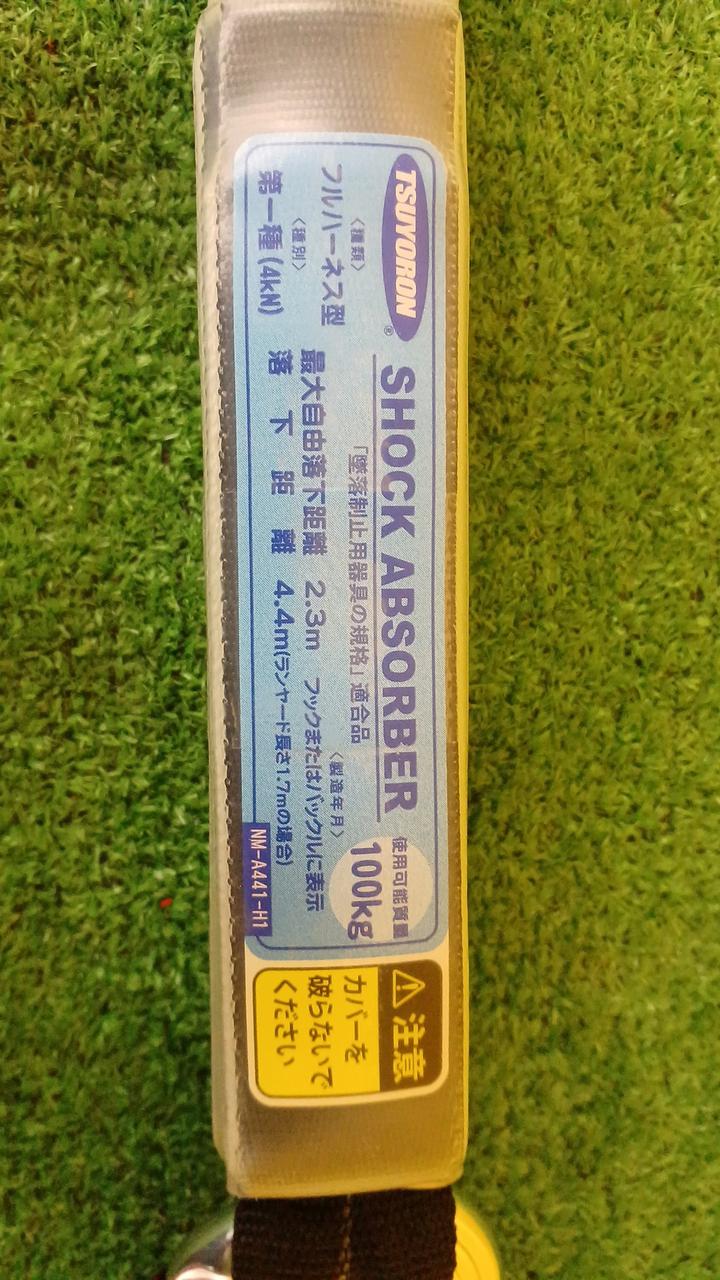 TSUYORON®
SHOCK ABSORBER
使用可能質量
100kg
「墜落制止用器具の規格」適合品
〈種類〉
フルハーネス型
〈種別〉
第一種(4kN)
〈製造年月〉
フックまたはバックルに表示
最大自由落下距離 2.3m
落下距離 4.4m(ランヤード長さ1.7mの場合)
NM-A441-H1
注意
カバーを
破らないで
ください